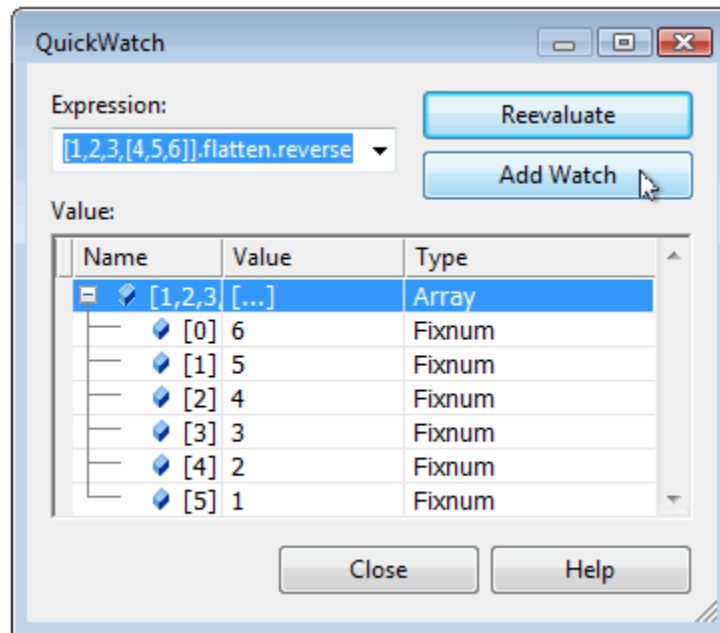 QuickWatch
Expression:
Reevaluate
[1,2,3,[4,5,6]].flatten.reverse
Add Watch
Value:
Name Value Type
[1,2,3, [...] Array
[0] 6 Fixnum
[1] 5 Fixnum
[2] 4 Fixnum
[3] 3 Fixnum
[4] 2 Fixnum
[5] 1 Fixnum
Close Help